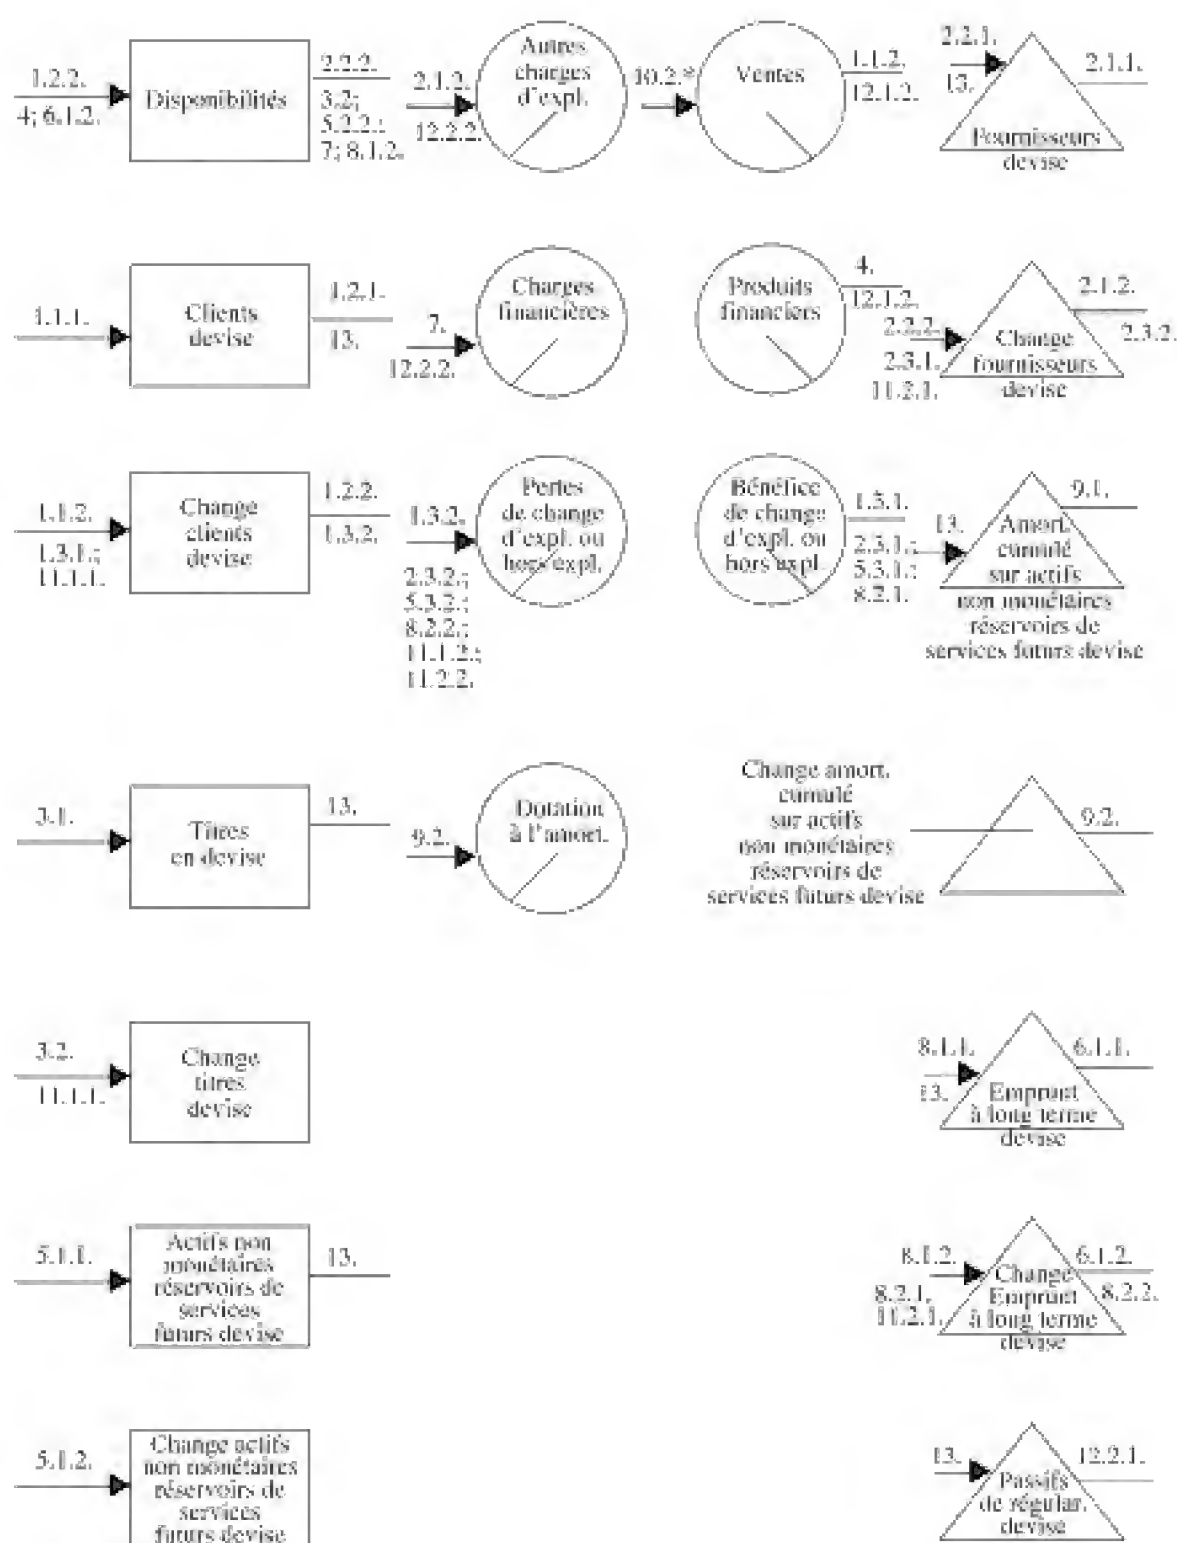 1.2.2.
4; 6.1.2.
Disponibilités
2.2.2.
3.2;
5.2.2.;
7; 8.1.2.
2.1.2.
12.2.2.
Autres
charges
d'expl.
10.2.*
Ventes
1.1.2.
12.1.2.
2.2.1.
13.
2.1.1.
Fournisseurs
devise
1.1.1.
Clients
devise
1.2.1.
13.
7.
12.2.2.
Charges
financières
Produits
financiers
4.
12.1.2.
2.2.2.
2.3.1.
11.2.1.
Change
fournisseurs
devise
2.1.2.
2.3.2.
1.1.2.
1.3.1.;
11.1.1.
Change
clients
devise
1.2.2.
1.3.2.
1.3.2.
2.3.2.;
5.3.2.;
8.2.2.;
11.1.2.;
11.2.2.
Pertes
de change
d'expl. ou
hors expl.
Bénéfice
de change
d'expl. ou
hors expl.
1.3.1.
2.3.1.;
5.3.1.;
8.2.1.
13.
9.1.
Amort.
cumulé
sur actifs
non monétaires
réservoirs de
services futurs devise
3.1.
Titres
en devise
13.
9.2.
Dotation
à l'amort.
Change amort.
cumulé
sur actifs
non monétaires
réservoirs de
services futurs devise
9.2.
3.2.
11.1.1.
Change
titres
devise
8.1.1.
13.
6.1.1.
Emprunt
à long terme
devise
5.1.1.
Actifs non
monétaires
réservoirs de
services
futurs devise
13.
8.1.2.
8.2.1.
11.2.1.
Change
Emprunt
à long terme
devise
6.1.2.
8.2.2.
5.1.2.
Change actifs
non monétaires
réservoirs de
services
futurs devise
13.
12.2.1.
Passifs
de régular.
devise